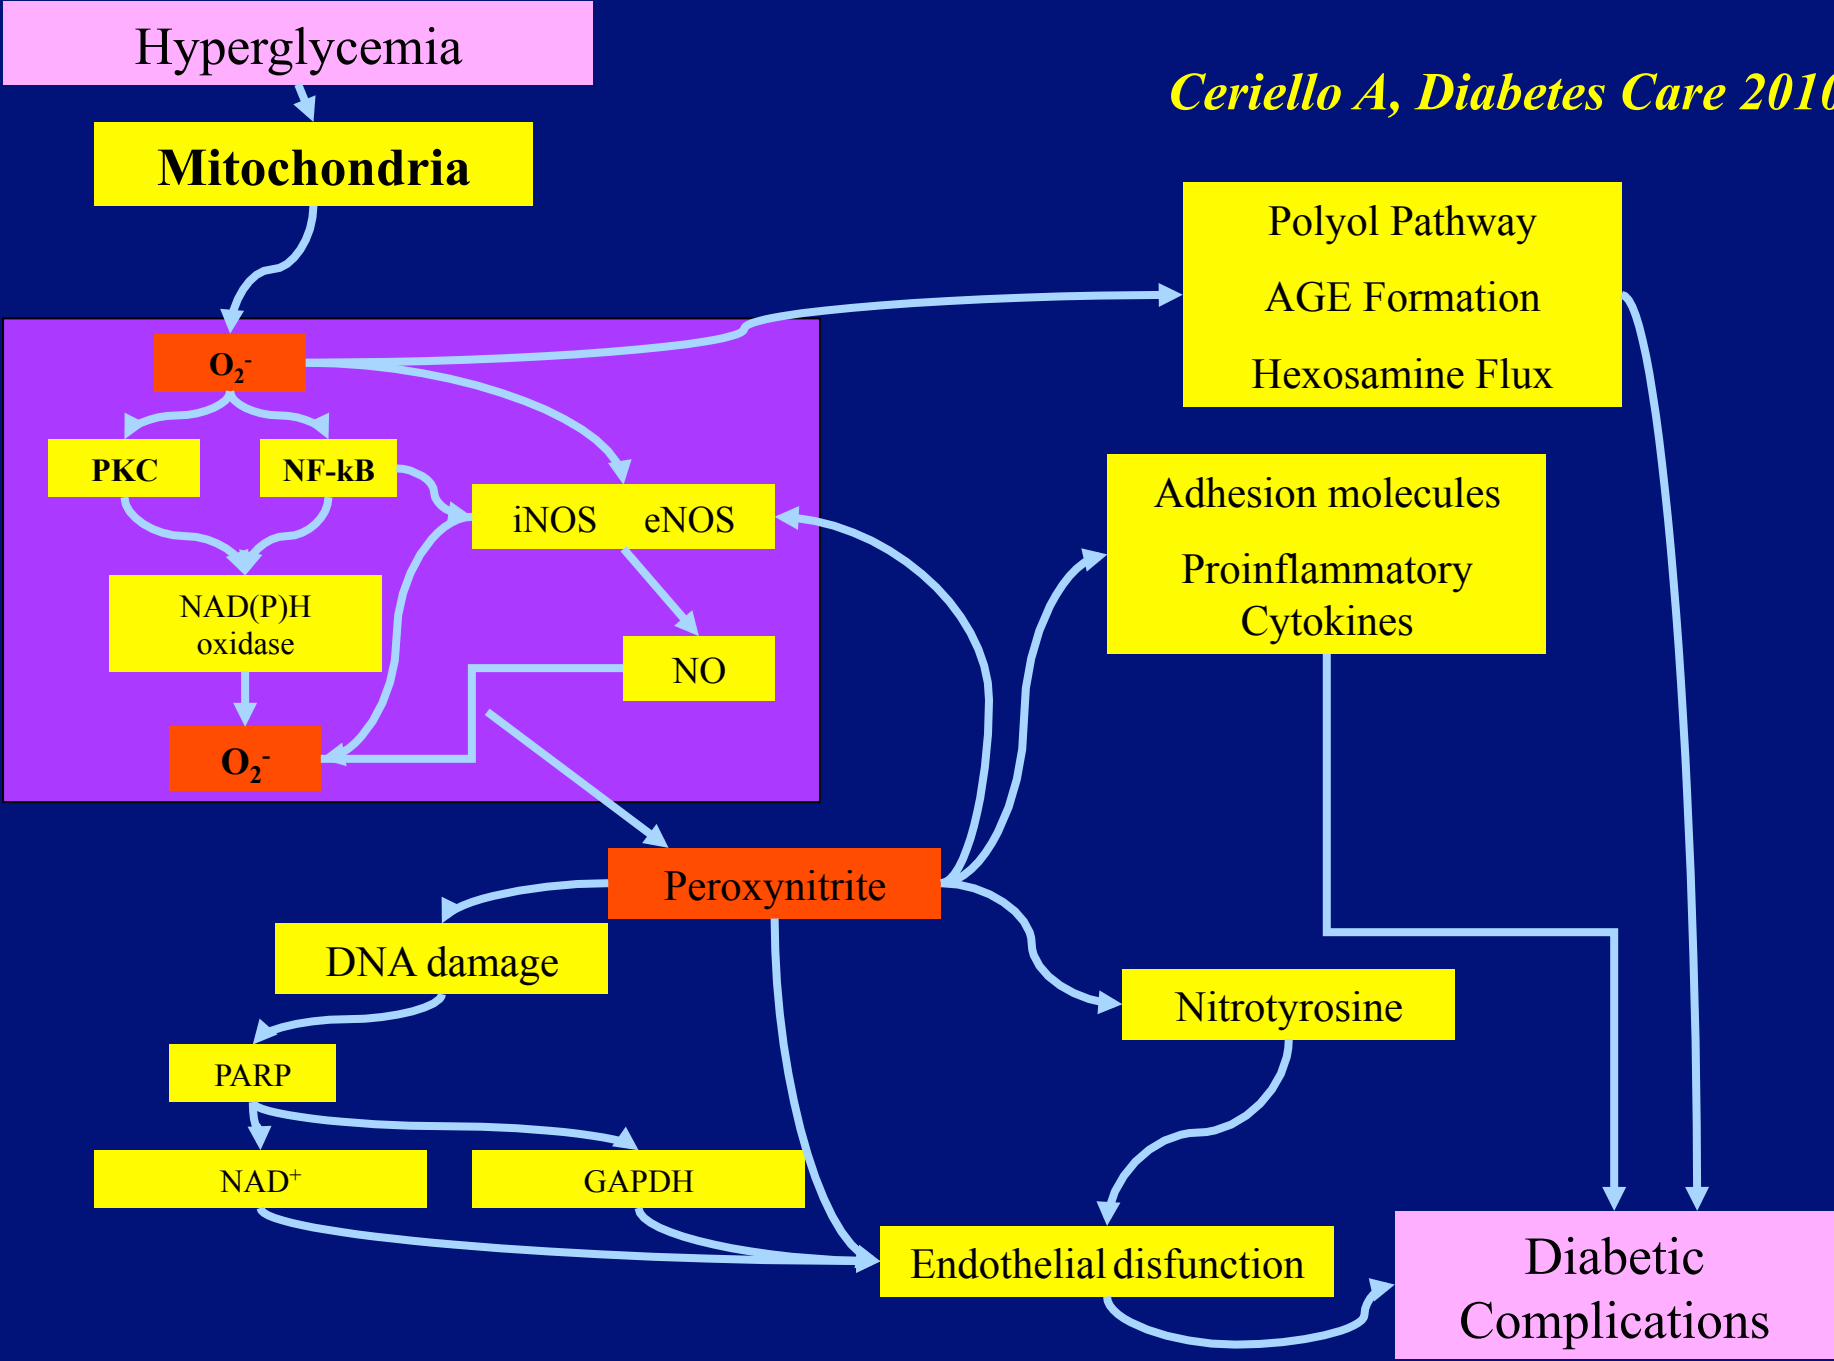 Hyperglycemia
Ceriello A, Diabetes Care 2010
Mitochondria
Polyol Pathway
AGE Formation
Hexosamine Flux
O₂⁻
PKC
NF-kB
iNOS eNOS
Adhesion molecules
Proinflammatory
Cytokines
NAD(P)H
oxidase
NO
O₂⁻
Peroxynitrite
DNA damage
Nitrotyrosine
PARP
NAD⁺
GAPDH
Endothelial disfunction
Diabetic
Complications